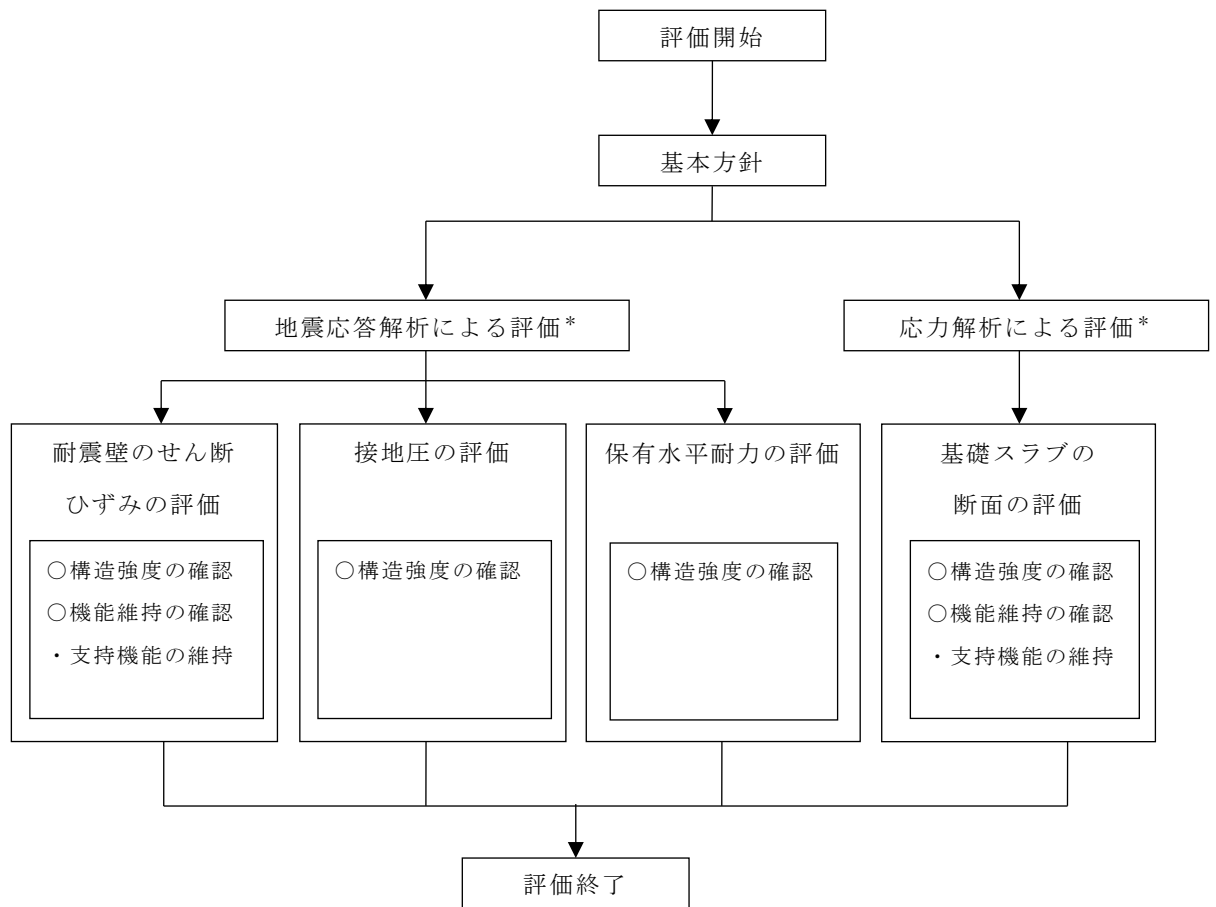 評価開始
基本方針
地震応答解析による評価*
応力解析による評価*
耐震壁のせん断
ひずみの評価
○構造強度の確認
○機能維持の確認
・支持機能の維持
接地圧の評価
○構造強度の確認
保有水平耐力の評価
○構造強度の確認
基礎スラブの
断面の評価
○構造強度の確認
○機能維持の確認
・支持機能の維持
評価終了